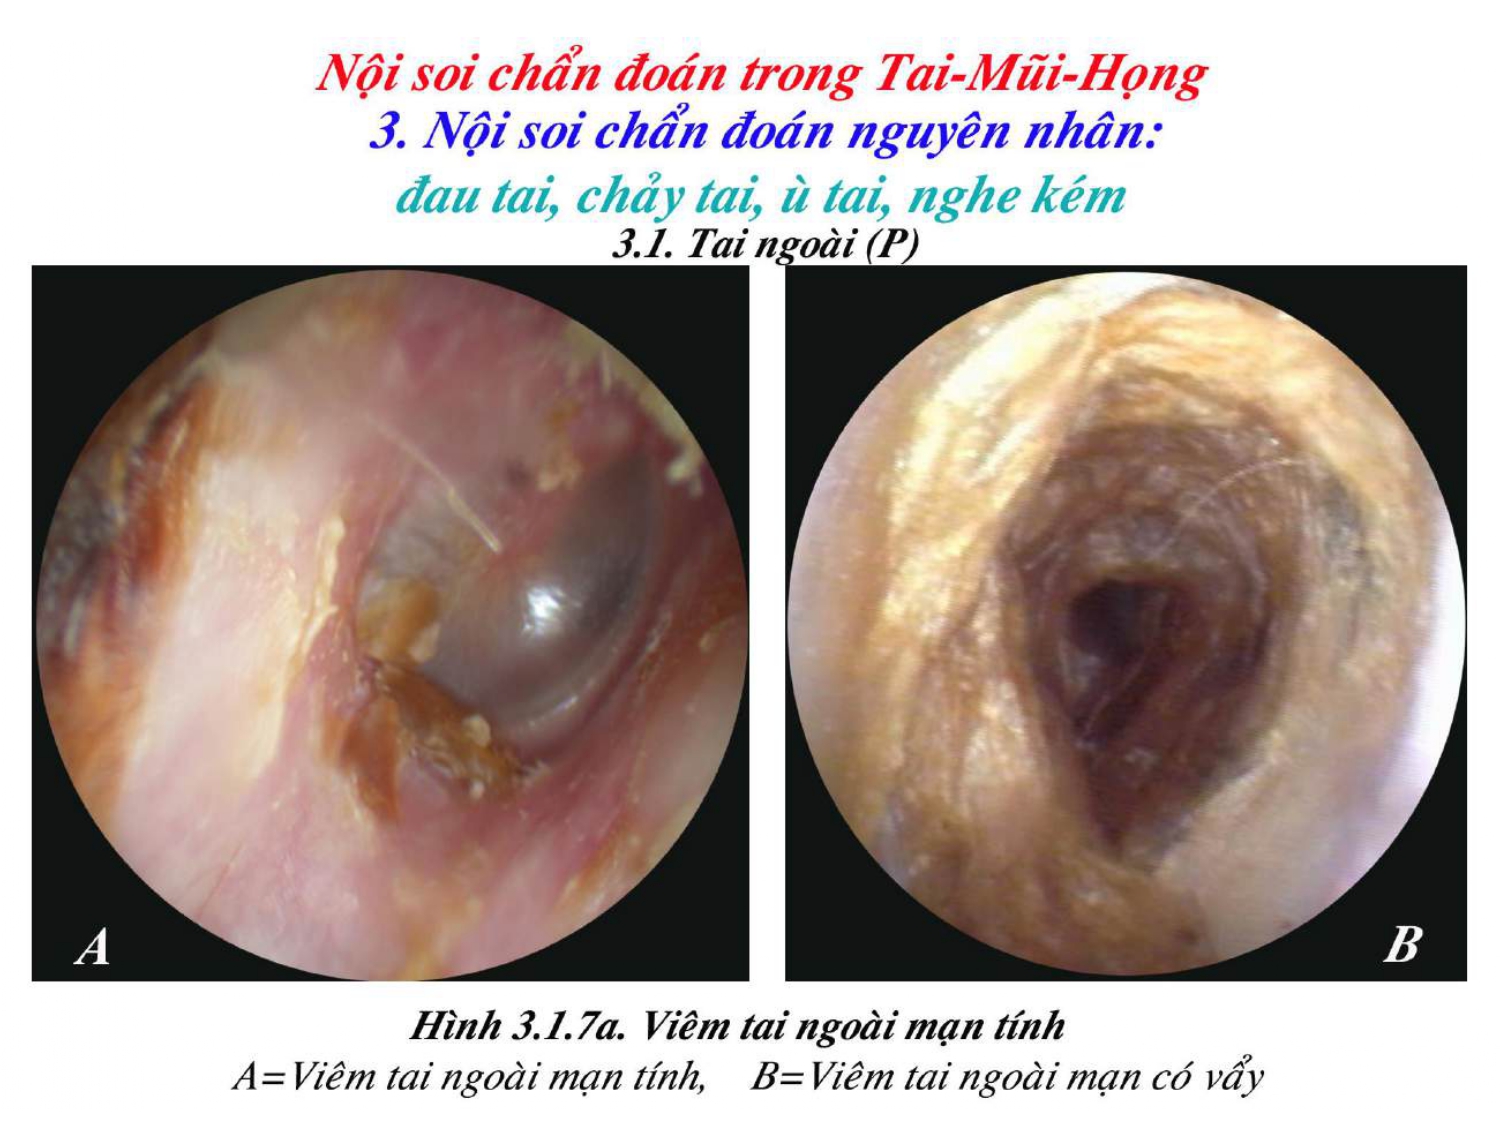 Nội soi chẩn đoán trong Tai-Mũi-Họng
3. Nội soi chẩn đoán nguyên nhân:
đau tai, chảy tai, ù tai, nghe kém
3.1. Tai ngoài (P)
A
B
Hình 3.1.7a. Viêm tai ngoài mạn tính
A=Viêm tai ngoài mạn tính, B=Viêm tai ngoài mạn có vẩy